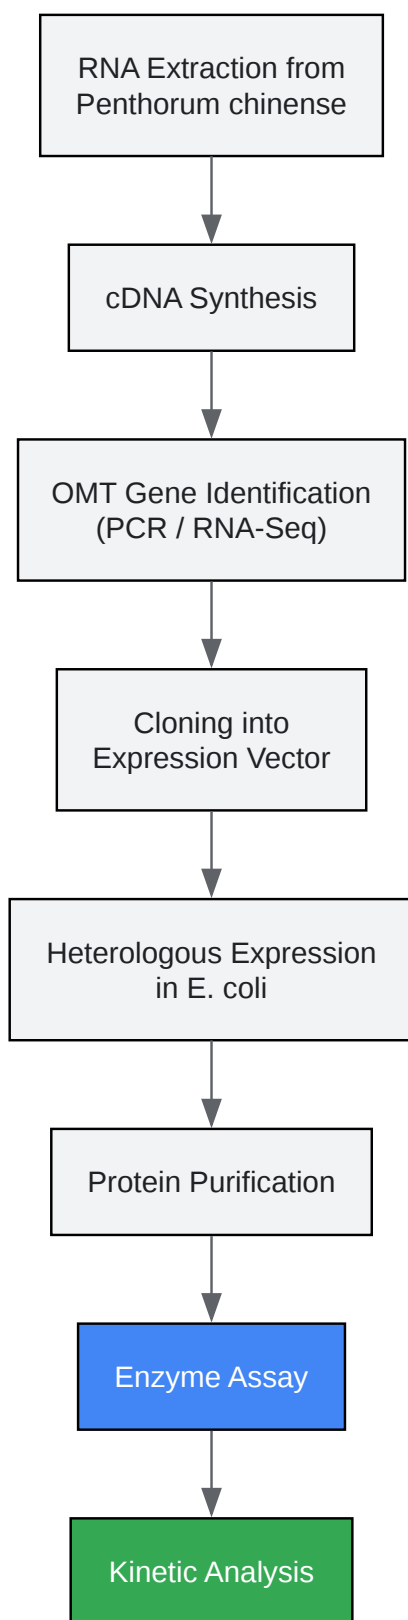 RNA Extraction from
Penthorum chinense
cDNA Synthesis
OMT Gene Identification
(PCR / RNA-Seq)
Cloning into
Expression Vector
Heterologous Expression
in E. coli
Protein Purification
Enzyme Assay
Kinetic Analysis